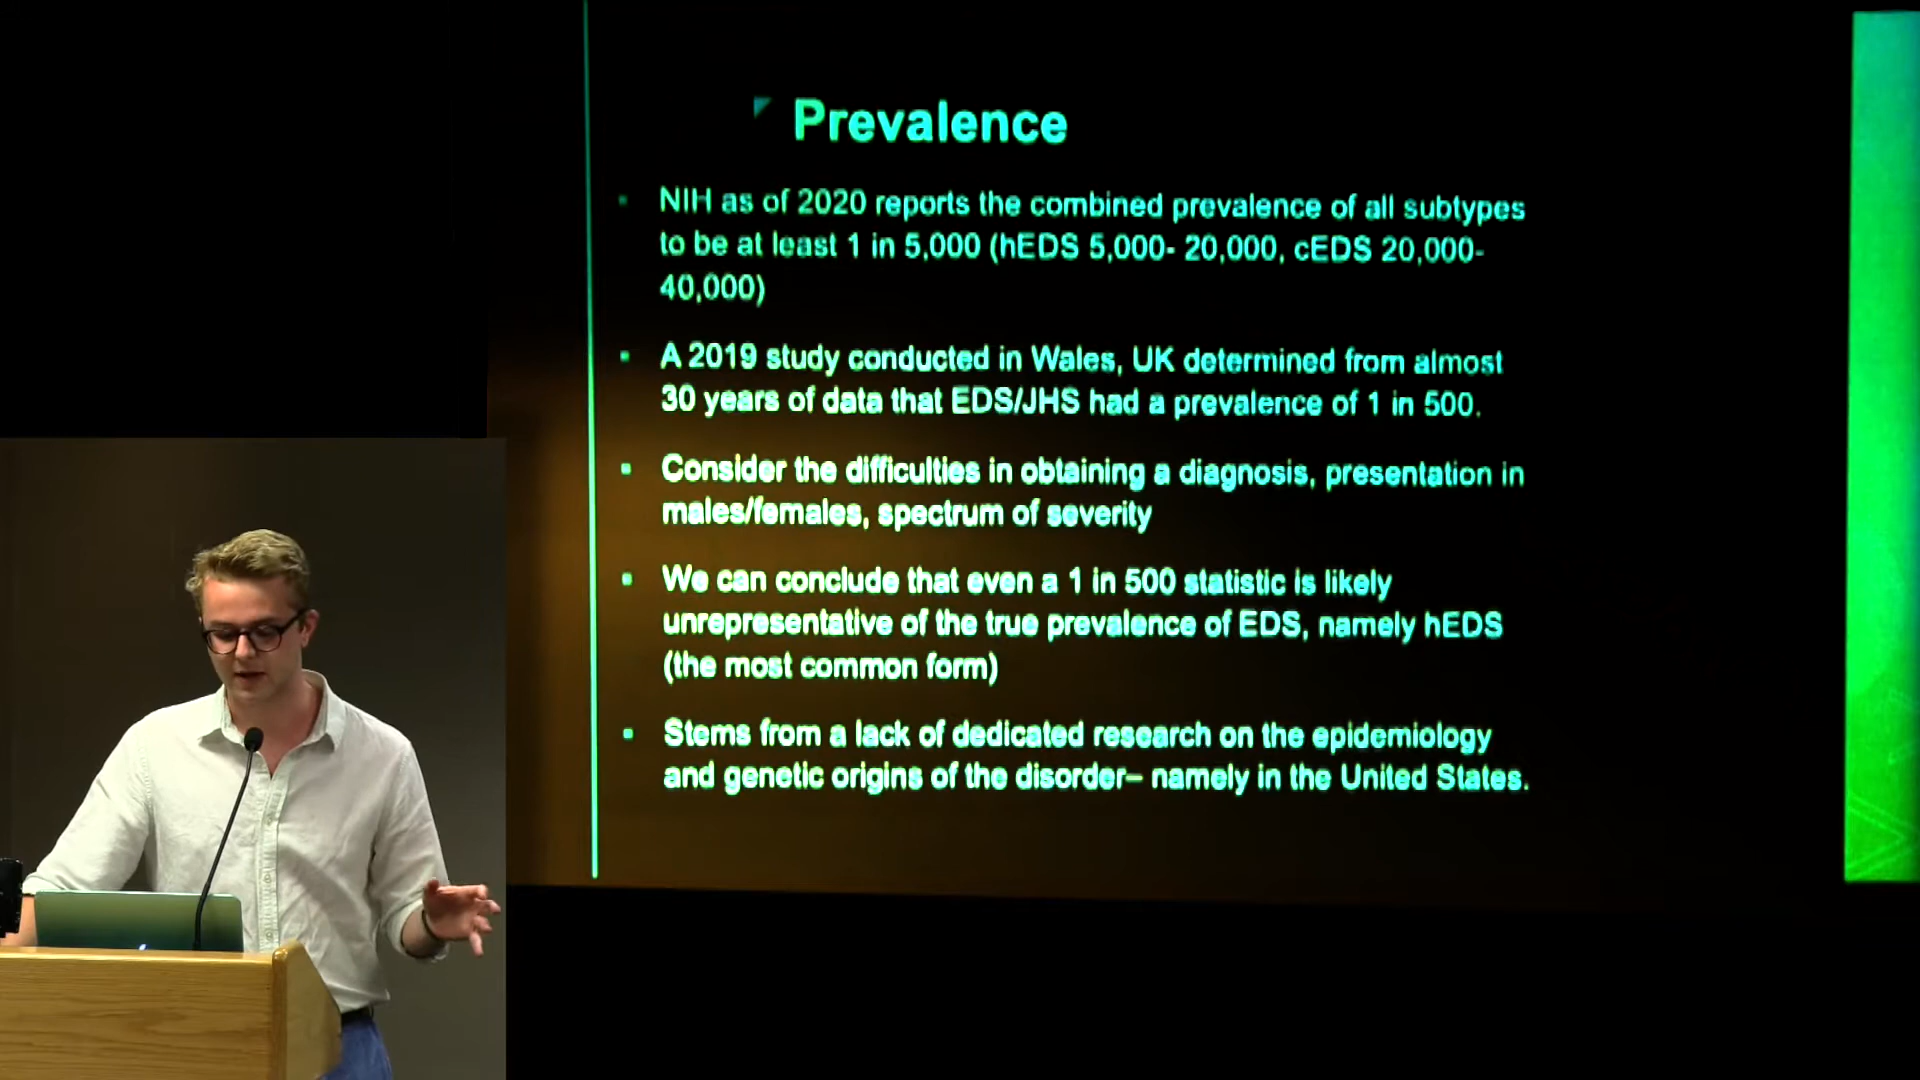 Prevalence
NIH as of 2020 reports the combined prevalence of all subtypes
to be at least 1 in 5,000 (hEDS 5,000- 20,000, cEDS 20,000-
40,000)
A 2019 study conducted in Wales, UK determined from almost
30 years of data that EDS/JHS had a prevalence of 1 in 500.
Consider the difficulties in obtaining a diagnosis, presentation in
males/females, spectrum of severity
We can conclude that even a 1 in 500 statistic is likely
unrepresentative of the true prevalence of EDS, namely hEDS
(the most common form)
Stems from a lack of dedicated research on the epidemiology
and genetic origins of the disorder– namely in the United States.